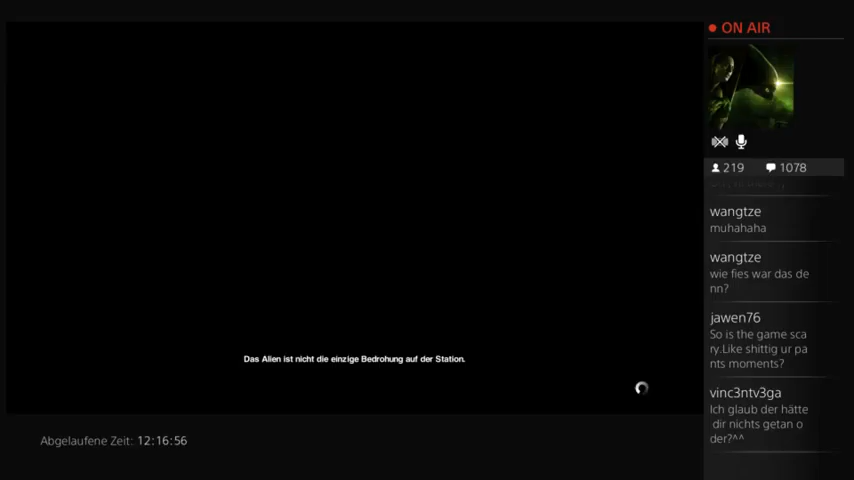 ON AIR
219 1078
wangtze
muhahaha
wangtze
wie fies war das de
nn?
jawen76
So is the game sca
ry.Like shittig ur pa
nts moments?
vinc3ntv3ga
Ich glaub der hätte
dir nichts getan o
der?^^
Das Alien ist nicht die einzige Bedrohung auf der Station.
Abgelaufene Zeit: 12:16:56